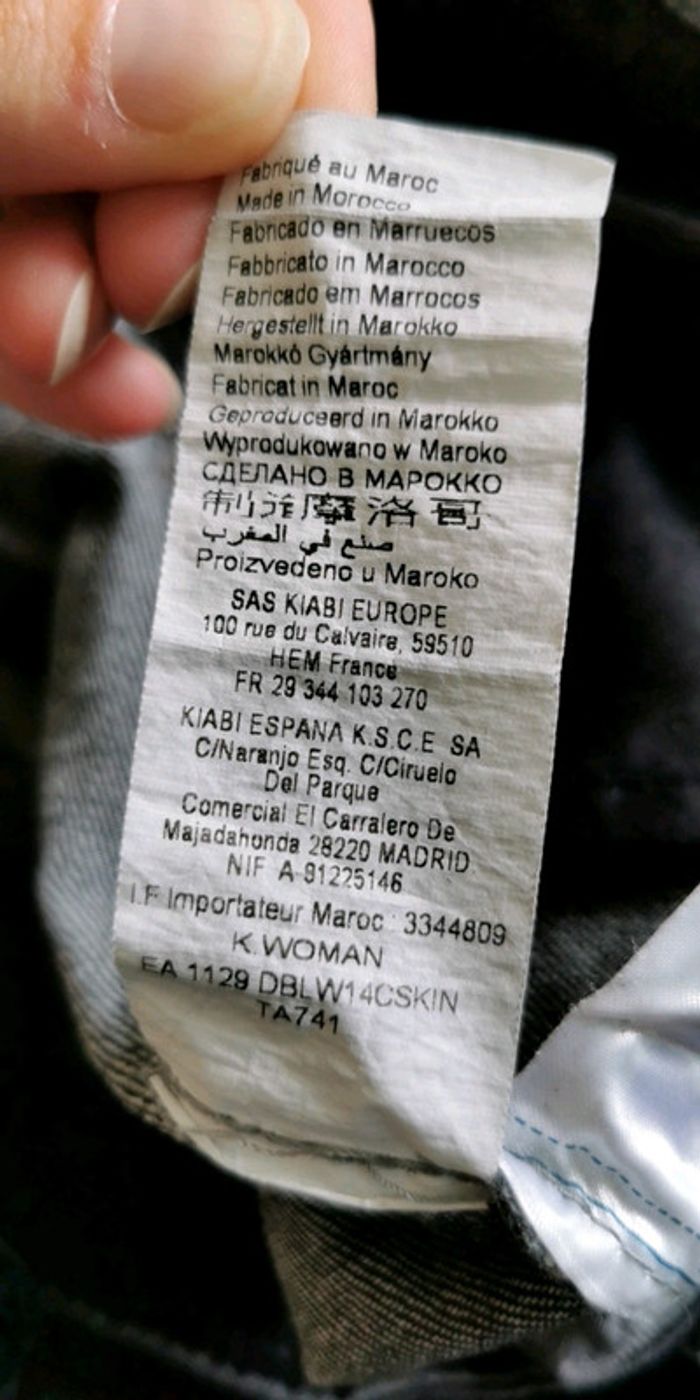 Fabriqué au Maroc
Made in Morocco
Fabricado en Marruecos
Fabbricato in Marocco
Fabricado em Marrocos
Hergestellt in Marokko
Marokkó Gyártmány
Fabricat in Maroc
Geproduceerd in Marokko
Wyprodukowano w Maroko
СДЕЛАНО В МАРОККО
制造摩洛哥
صنع في المغرب
Proizvedeno u Maroko
SAS KIABI EUROPE
100 rue du Calvaire, 59510
HEM France
FR 29 344 103 270
KIABI ESPANA K.S.C.E SA
C/Naranjo Esq. C/Ciruelo
Del Parque
Comercial El Carralero De
Majadahonda 28220 MADRID
NIF A-91225146
I.F Importateur Maroc : 3344809
K.WOMAN
EA 1129 DBLW14CSKIN
TA741